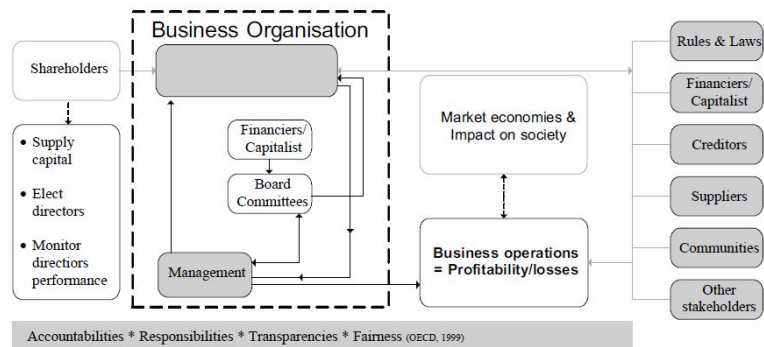 Business Organisation
Shareholders
• Supply
capital
• Elect
directors
• Monitor
directiors
performance
Financiers/
Capitalist
Board
Committees
Management
Market economies &
Impact on society
Business operations
= Profitability/losses
Rules & Laws
Financiers/
Capitalist
Creditors
Suppliers
Communities
Other
stakeholders
Accountabilities * Responsibilities * Transparencies * Fairness (OECD, 1999)